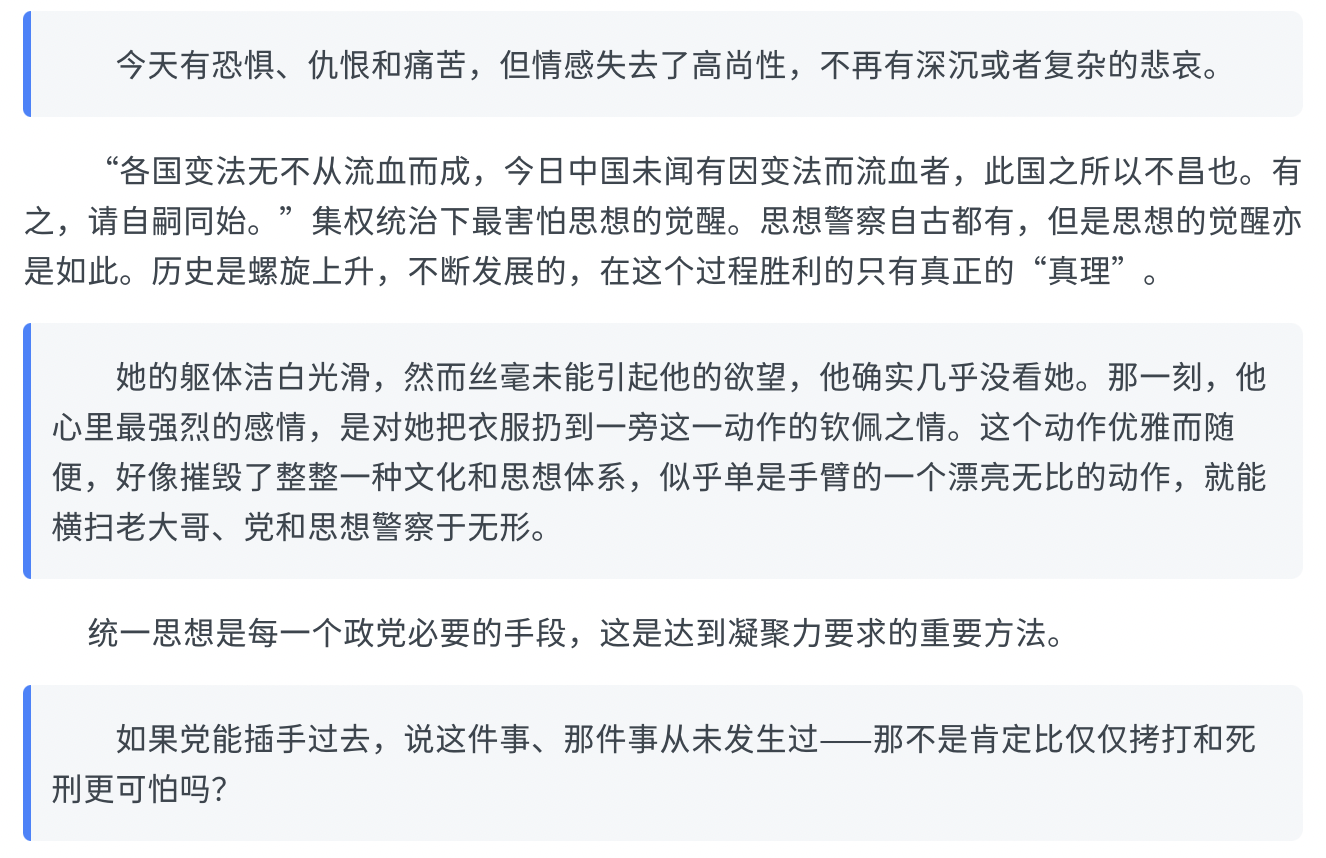 今天有恐惧、仇恨和痛苦，但情感失去了高尚性，不再有深沉或者复杂的悲哀。
“各国变法无不从流血而成，今日中国未闻有因变法而流血者，此国之所以不昌也。有
之，请自嗣同始。”集权统治下最害怕思想的觉醒。思想警察自古都有，但是思想的觉醒亦
是如此。历史是螺旋上升，不断发展的，在这个过程胜利的只有真正的“真理”。
她的躯体洁白光滑，然而丝毫未能引起他的欲望，他确实几乎没看她。那一刻，他
心里最强烈的感情，是对她把衣服扔到一旁这一动作的钦佩之情。这个动作优雅而随
便，好像摧毁了整整一种文化和思想体系，似乎单是手臂的一个漂亮无比的动作，就能
横扫老大哥、党和思想警察于无形。
统一思想是每一个政党必要的手段，这是达到凝聚力要求的重要方法。
如果党能插手过去，说这件事、那件事从未发生过——那不是肯定比仅仅拷打和死
刑更可怕吗？